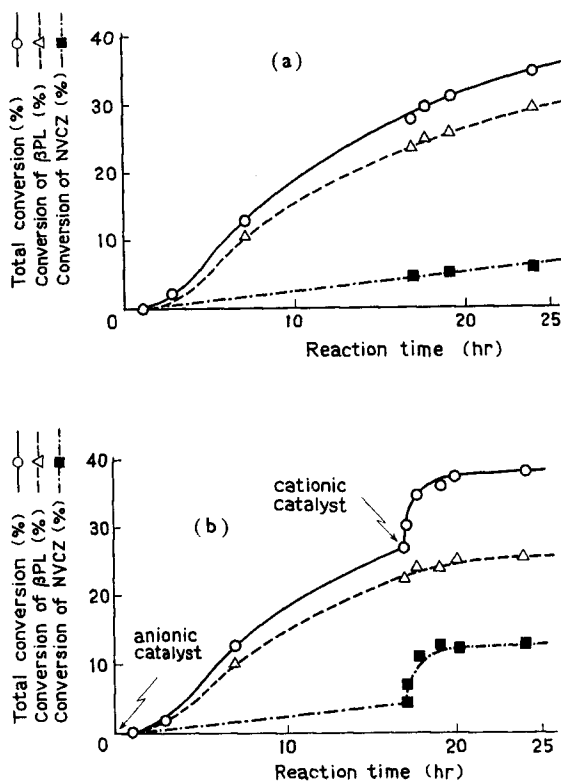 Total conversion (%)
Conversion of βPL (%)
Conversion of NVCZ (%)
(a)
40
30
20
10
0
10
20
25
Reaction time (hr)
Total conversion (%)
Conversion of βPL (%)
Conversion of NVCZ (%)
(b)
cationic
catalyst
anionic
catalyst
40
30
20
10
0
10
20
25
Reaction time (hr)